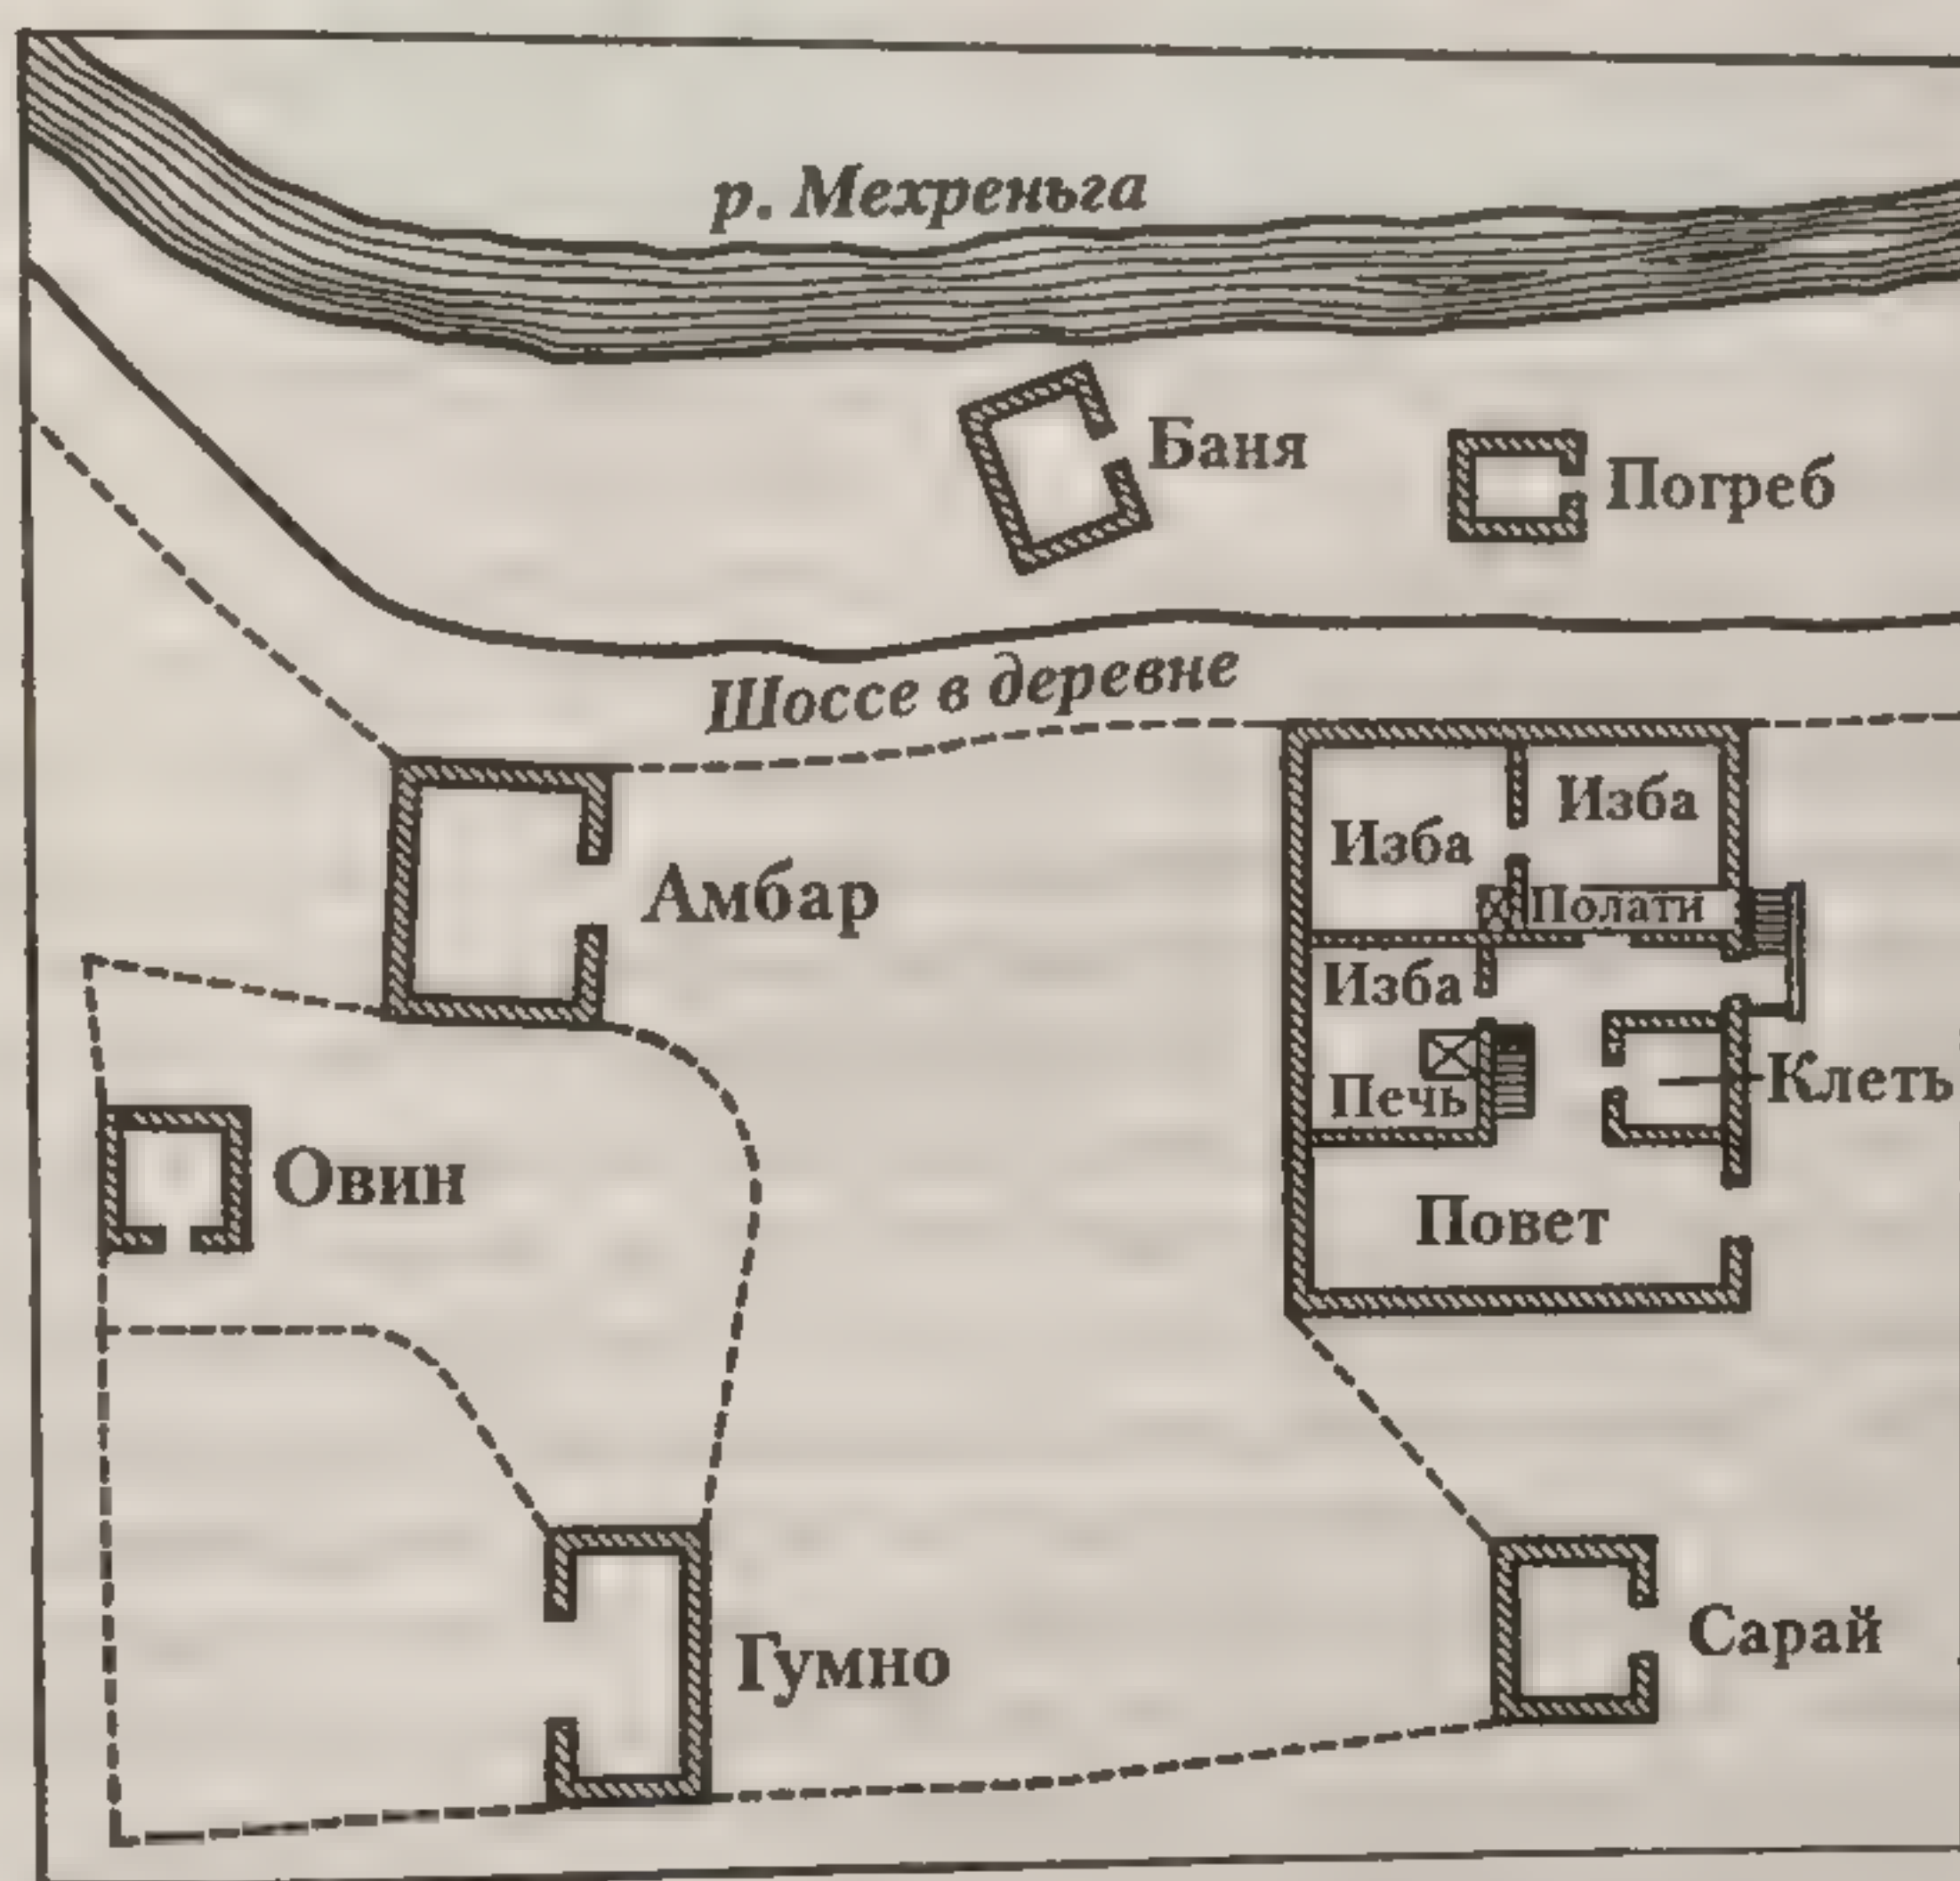 р. Мехреньга
Баня
Погреб
Шоссе в деревне
Изба
Изба
Амбар
Полати
Изба
Клеть
Печь
Овин
Повет
Гумно
Сарай